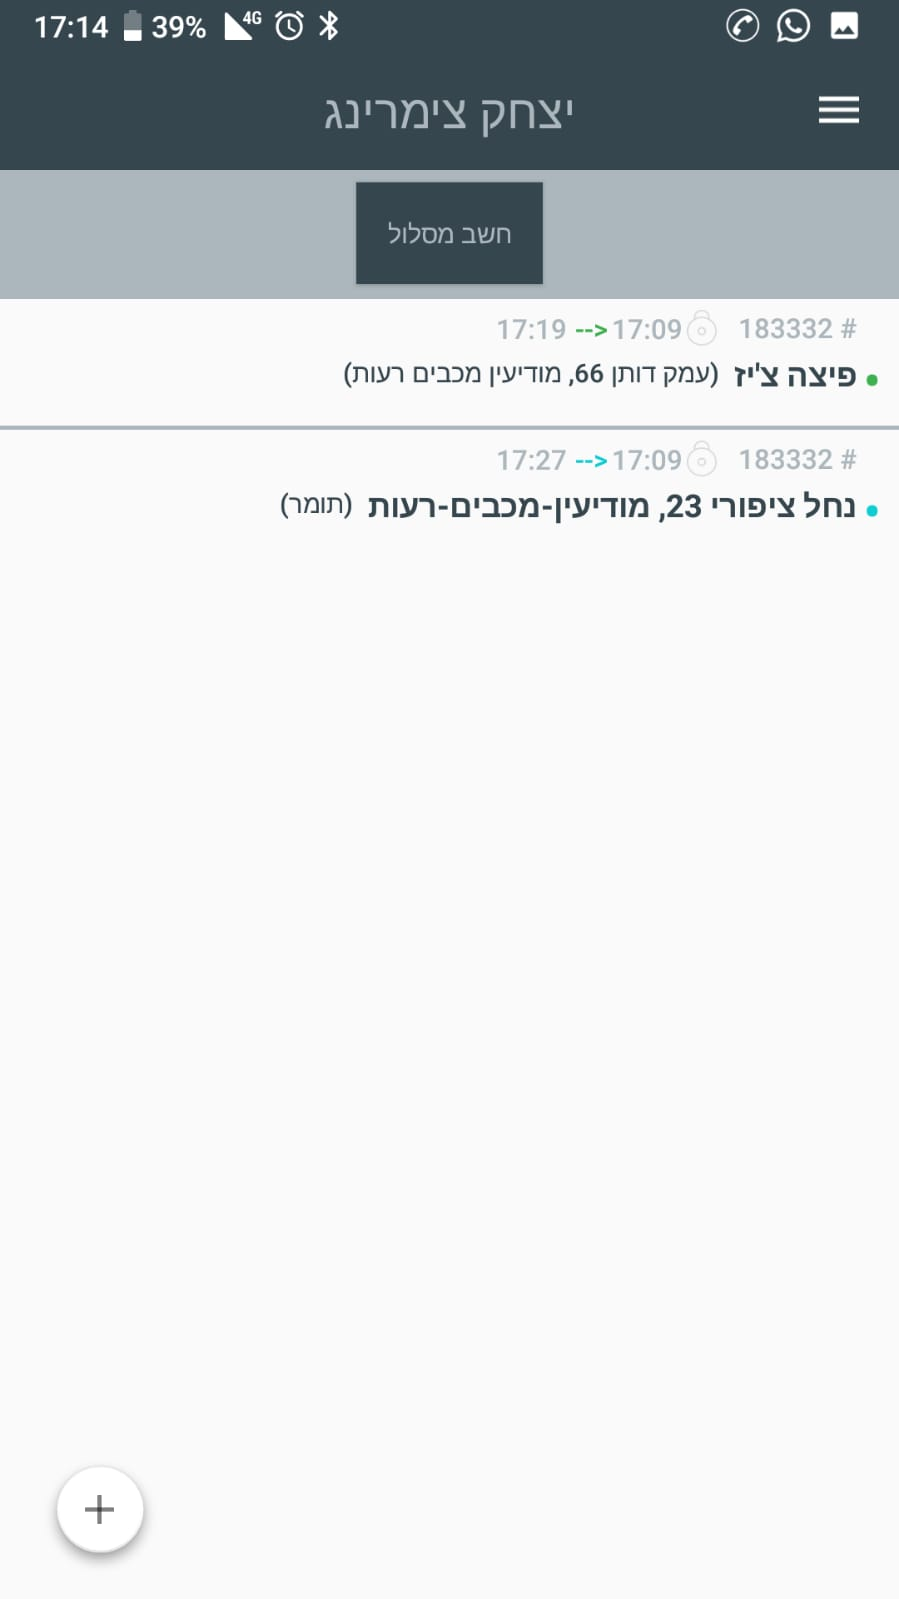 17:14 39% 4G
יצחק צימרינג
חשב מסלול
# 183332 17:09 --> 17:19
פיצה צ'יז (עמק דותן 66, מודיעין מכבים רעות)
# 183332 17:09 --> 17:27
נחל ציפורי 23, מודיעין-מכבים-רעות (תומר)